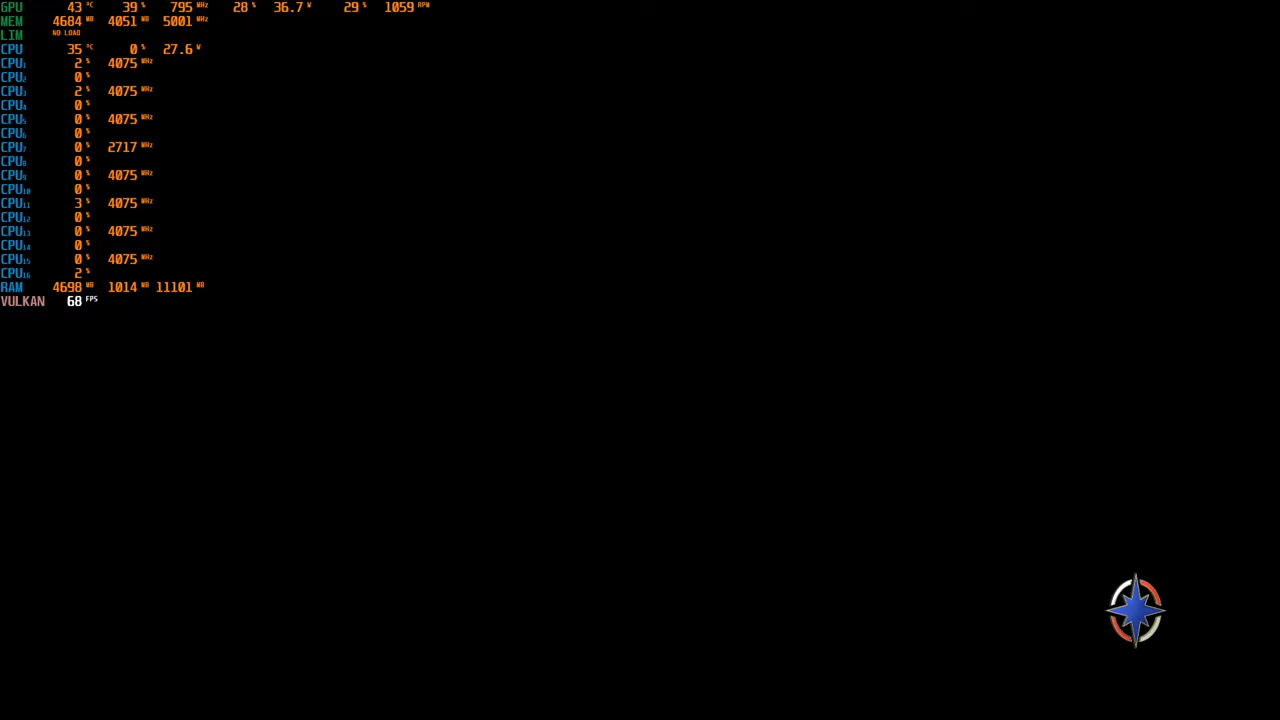 GPU 43 °C 39 % 795 MHz 28 % 36.7 W 29 % 1059 RPM
MEM 4684 MB 4051 MB 5001 MHz
LIM NO LOAD
CPU 35 °C 0 % 27.6 W
CPU1 2 % 4075 MHz
CPU2 0 %
CPU3 2 % 4075 MHz
CPU4 0 %
CPU5 0 % 4075 MHz
CPU6 0 %
CPU7 0 % 2717 MHz
CPU8 0 %
CPU9 0 % 4075 MHz
CPU10 0 %
CPU11 3 % 4075 MHz
CPU12 0 %
CPU13 0 % 4075 MHz
CPU14 0 %
CPU15 0 % 4075 MHz
CPU16 2 %
RAM 4698 MB 1014 MB 11101 MB
VULKAN 68 FPS